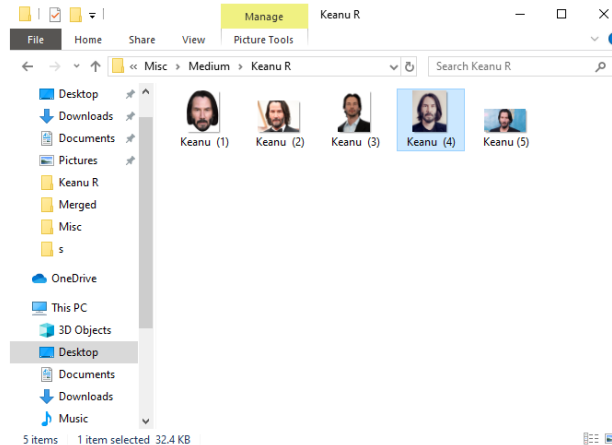 Manage Keanu R
File Home Share View Picture Tools
« Misc › Medium › Keanu R Search Keanu R
Desktop
Downloads
Documents
Pictures
Keanu R
Merged
Misc
s
OneDrive
This PC
3D Objects
Desktop
Documents
Downloads
Music
Keanu (1) Keanu (2) Keanu (3) Keanu (4) Keanu (5)
5 items 1 item selected 32.4 KB